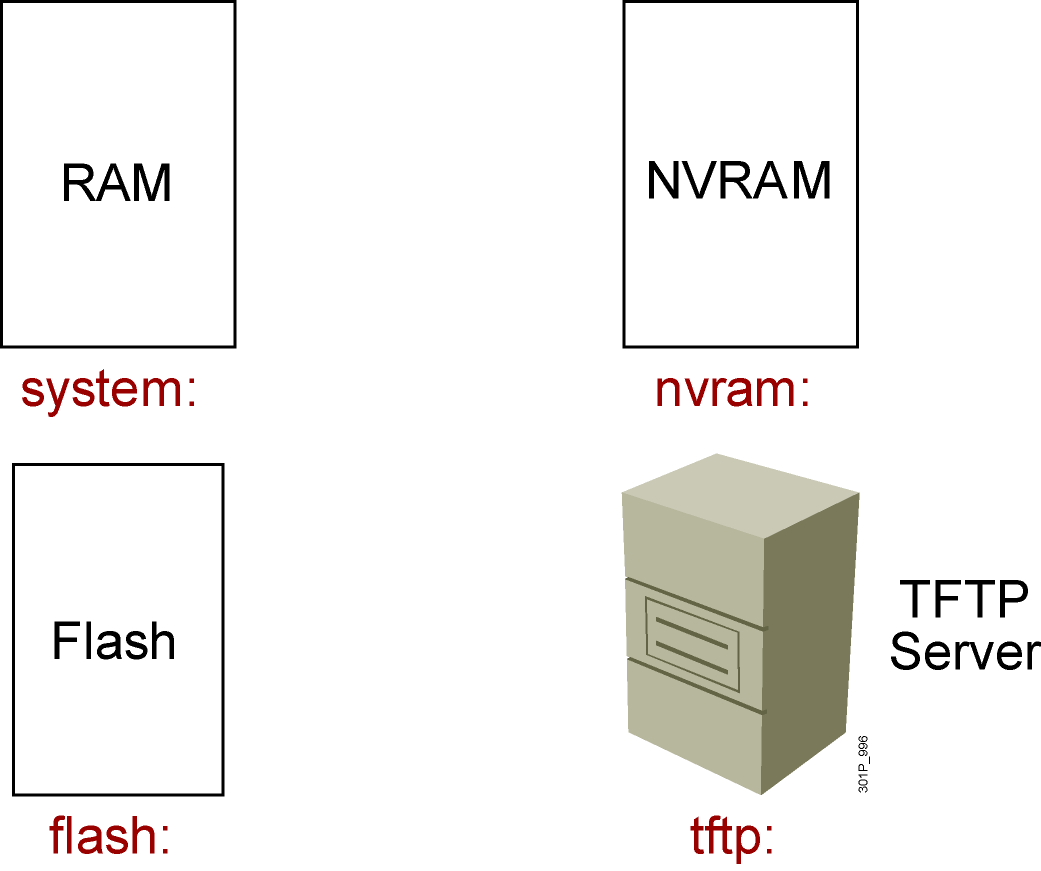 RAM
NVRAM
system:
nvram:
Flash
TFTP
Server
301P_996
flash:
tftp: